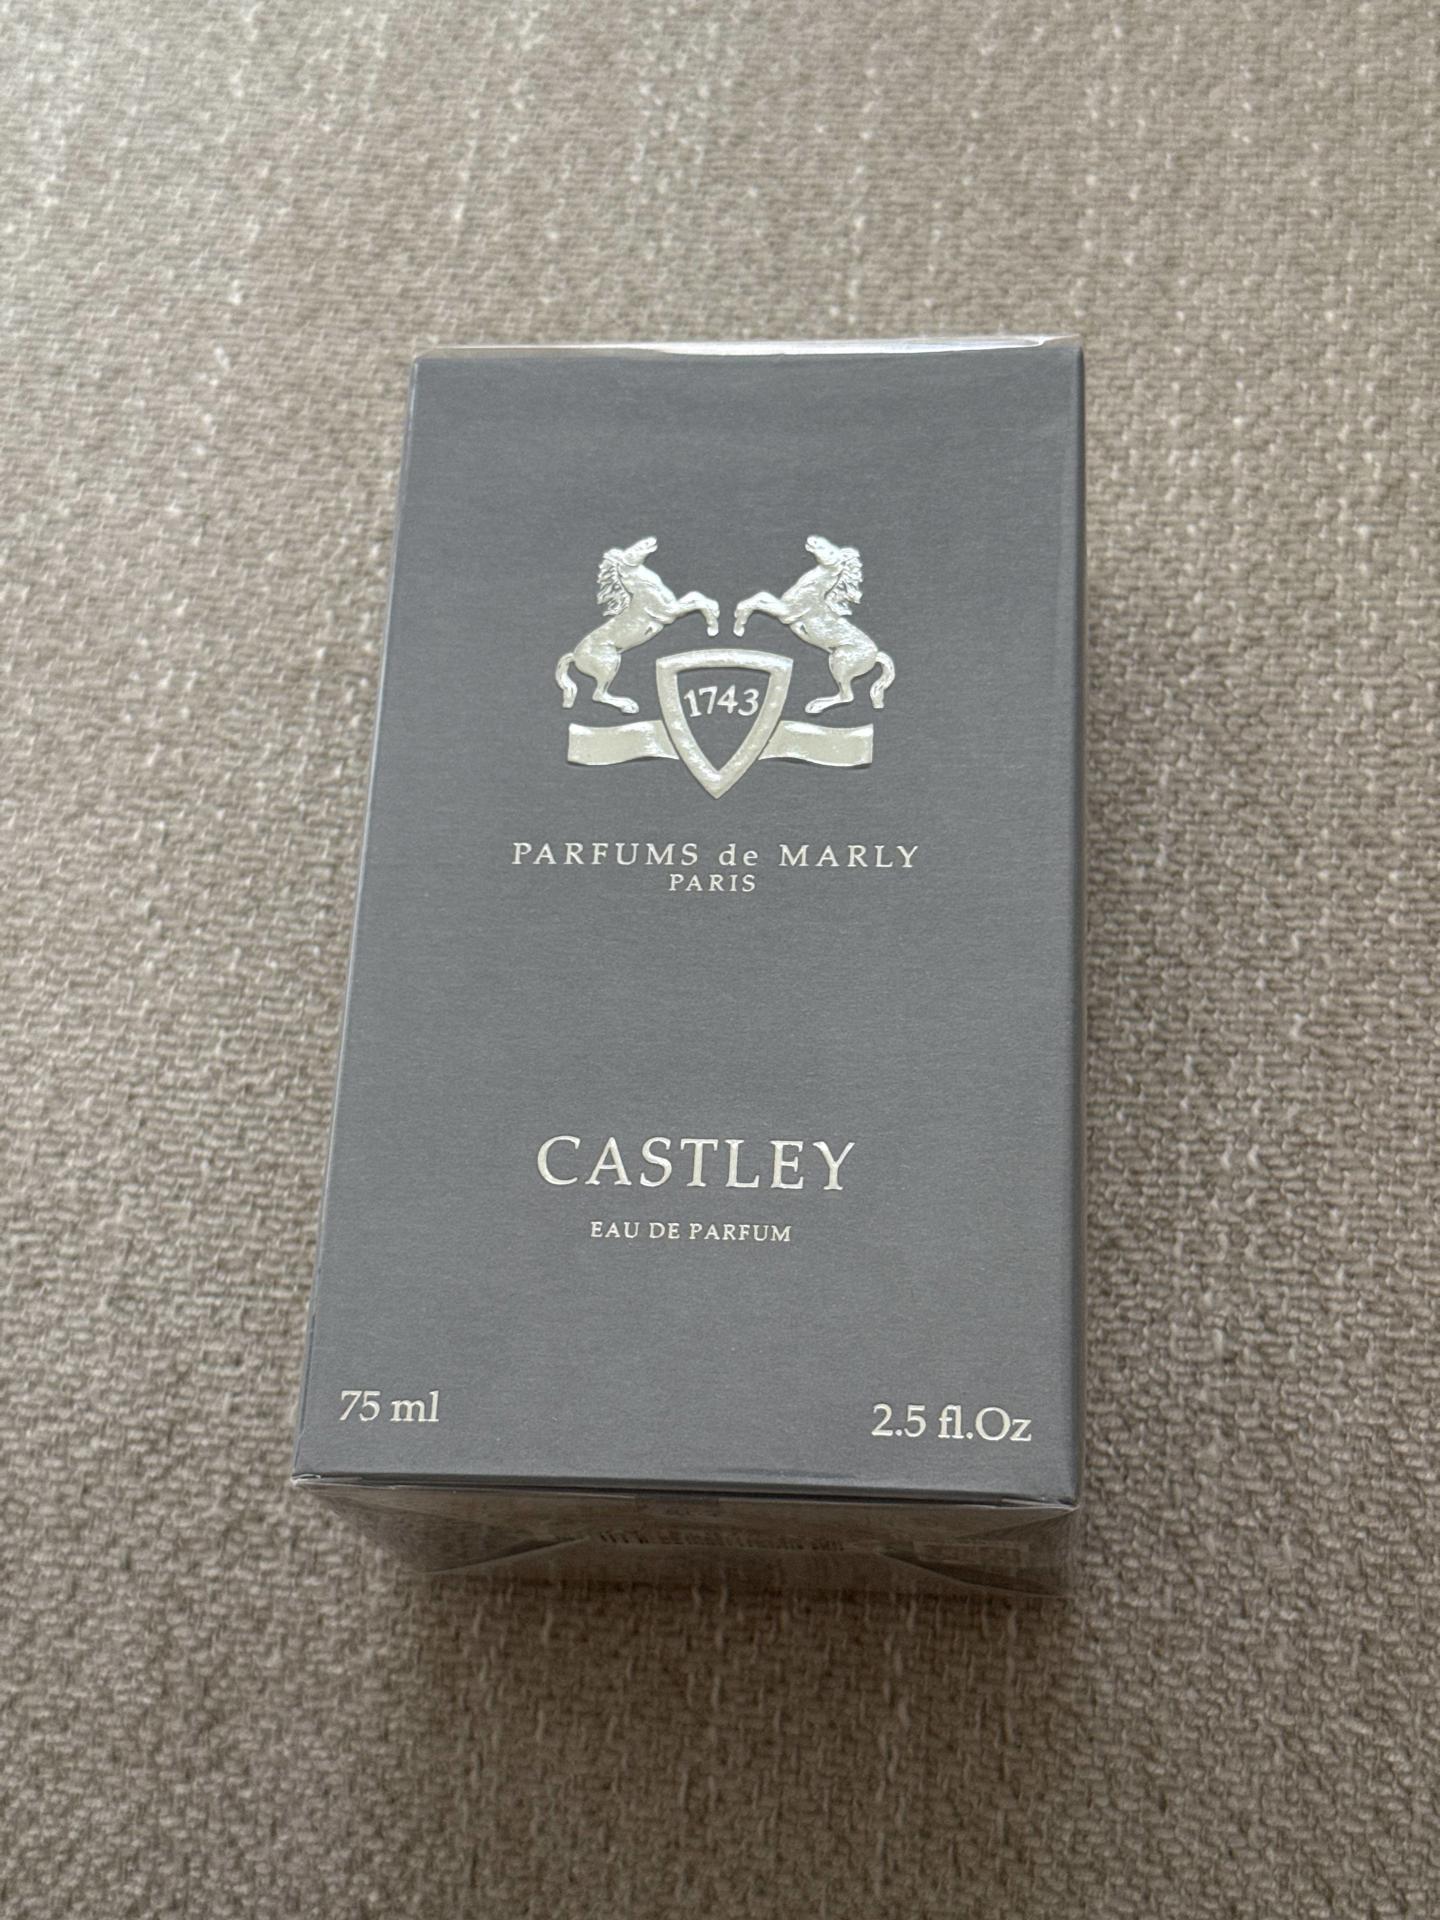 1743
PARFUMS de MARLY
PARIS
CASTLEY
EAU DE PARFUM
75 ml
2.5 fl.Oz